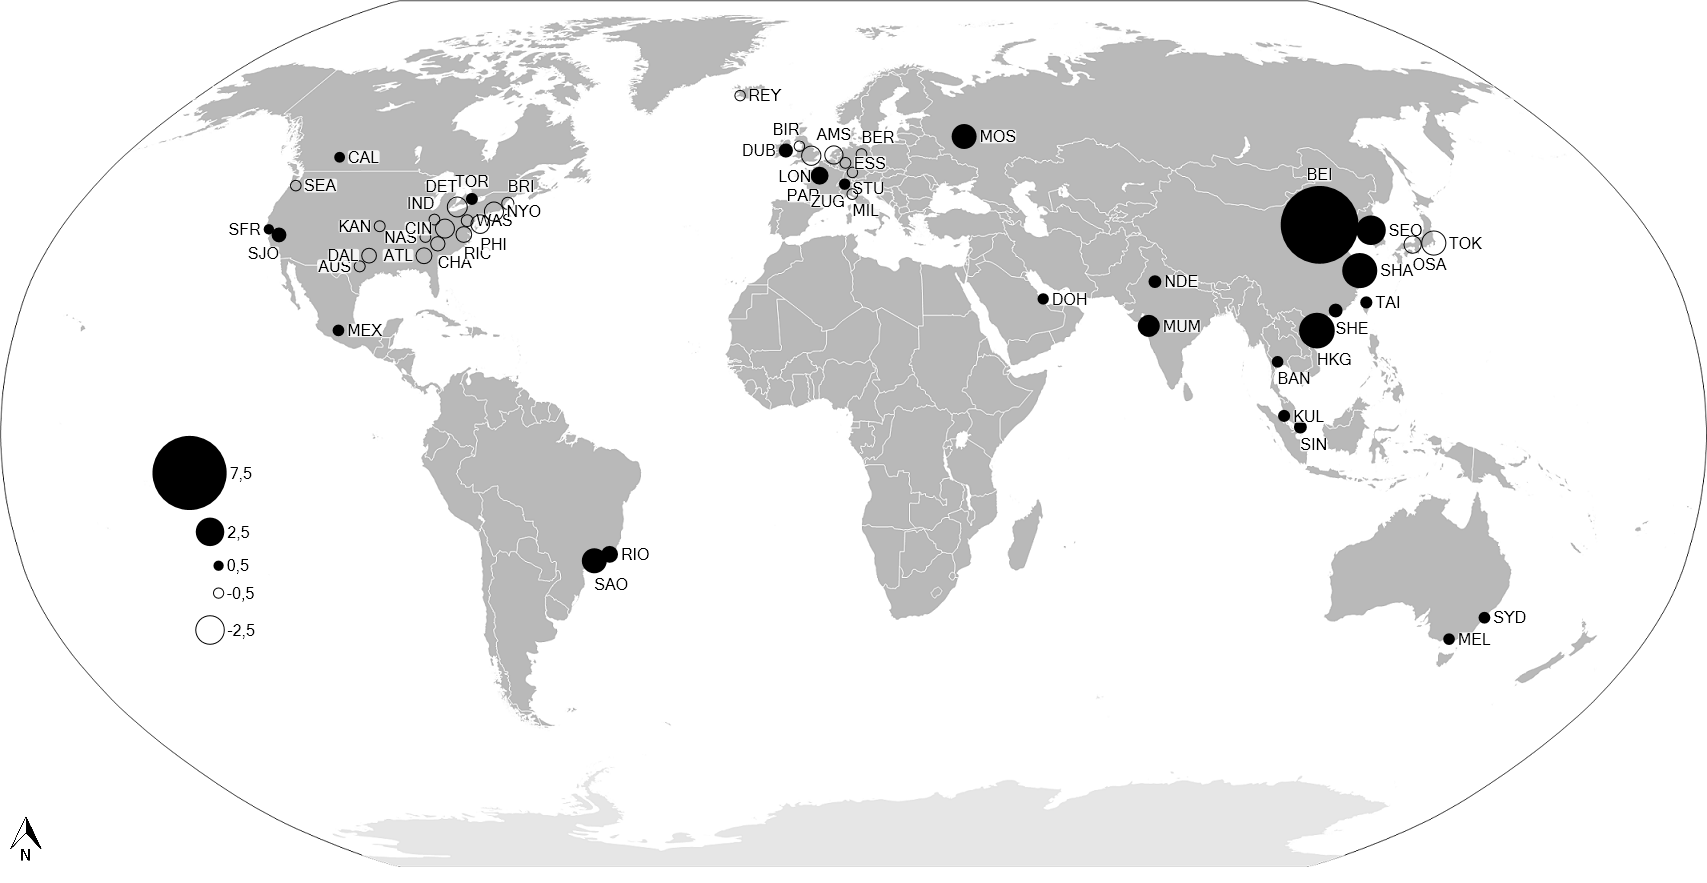 REY
BIR
AMS
BER
MOS
DUB
ESS
CAL
LON
SEA
DET
TOR
BRI
STU
PAR
ZUG
MIL
BEI
IND
NYO
KAN
CIN
WAS
SFR
NAS
PHI
SEO
TOK
SJO
DAL
ATL
RIC
CHA
AUS
OSA
SHA
NDE
DOH
TAI
MEX
MUM
SHE
HKG
BAN
KUL
SIN
7,5
2,5
0,5
-0,5
-2,5
RIO
SAO
SYD
MEL
N